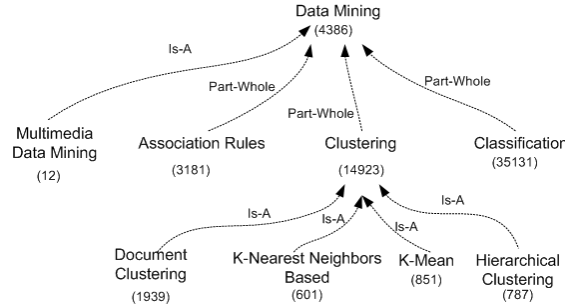 Data Mining
(4386)
Is-A
Part-Whole
Part-Whole
Part-Whole
Multimedia
Data Mining
(12)
Association Rules
(3181)
Clustering
(14923)
Classification
(35131)
Is-A
Is-A
Is-A
Is-A
Document
Clustering
(1939)
K-Nearest Neighbors
Based
(601)
K-Mean
(851)
Hierarchical
Clustering
(787)